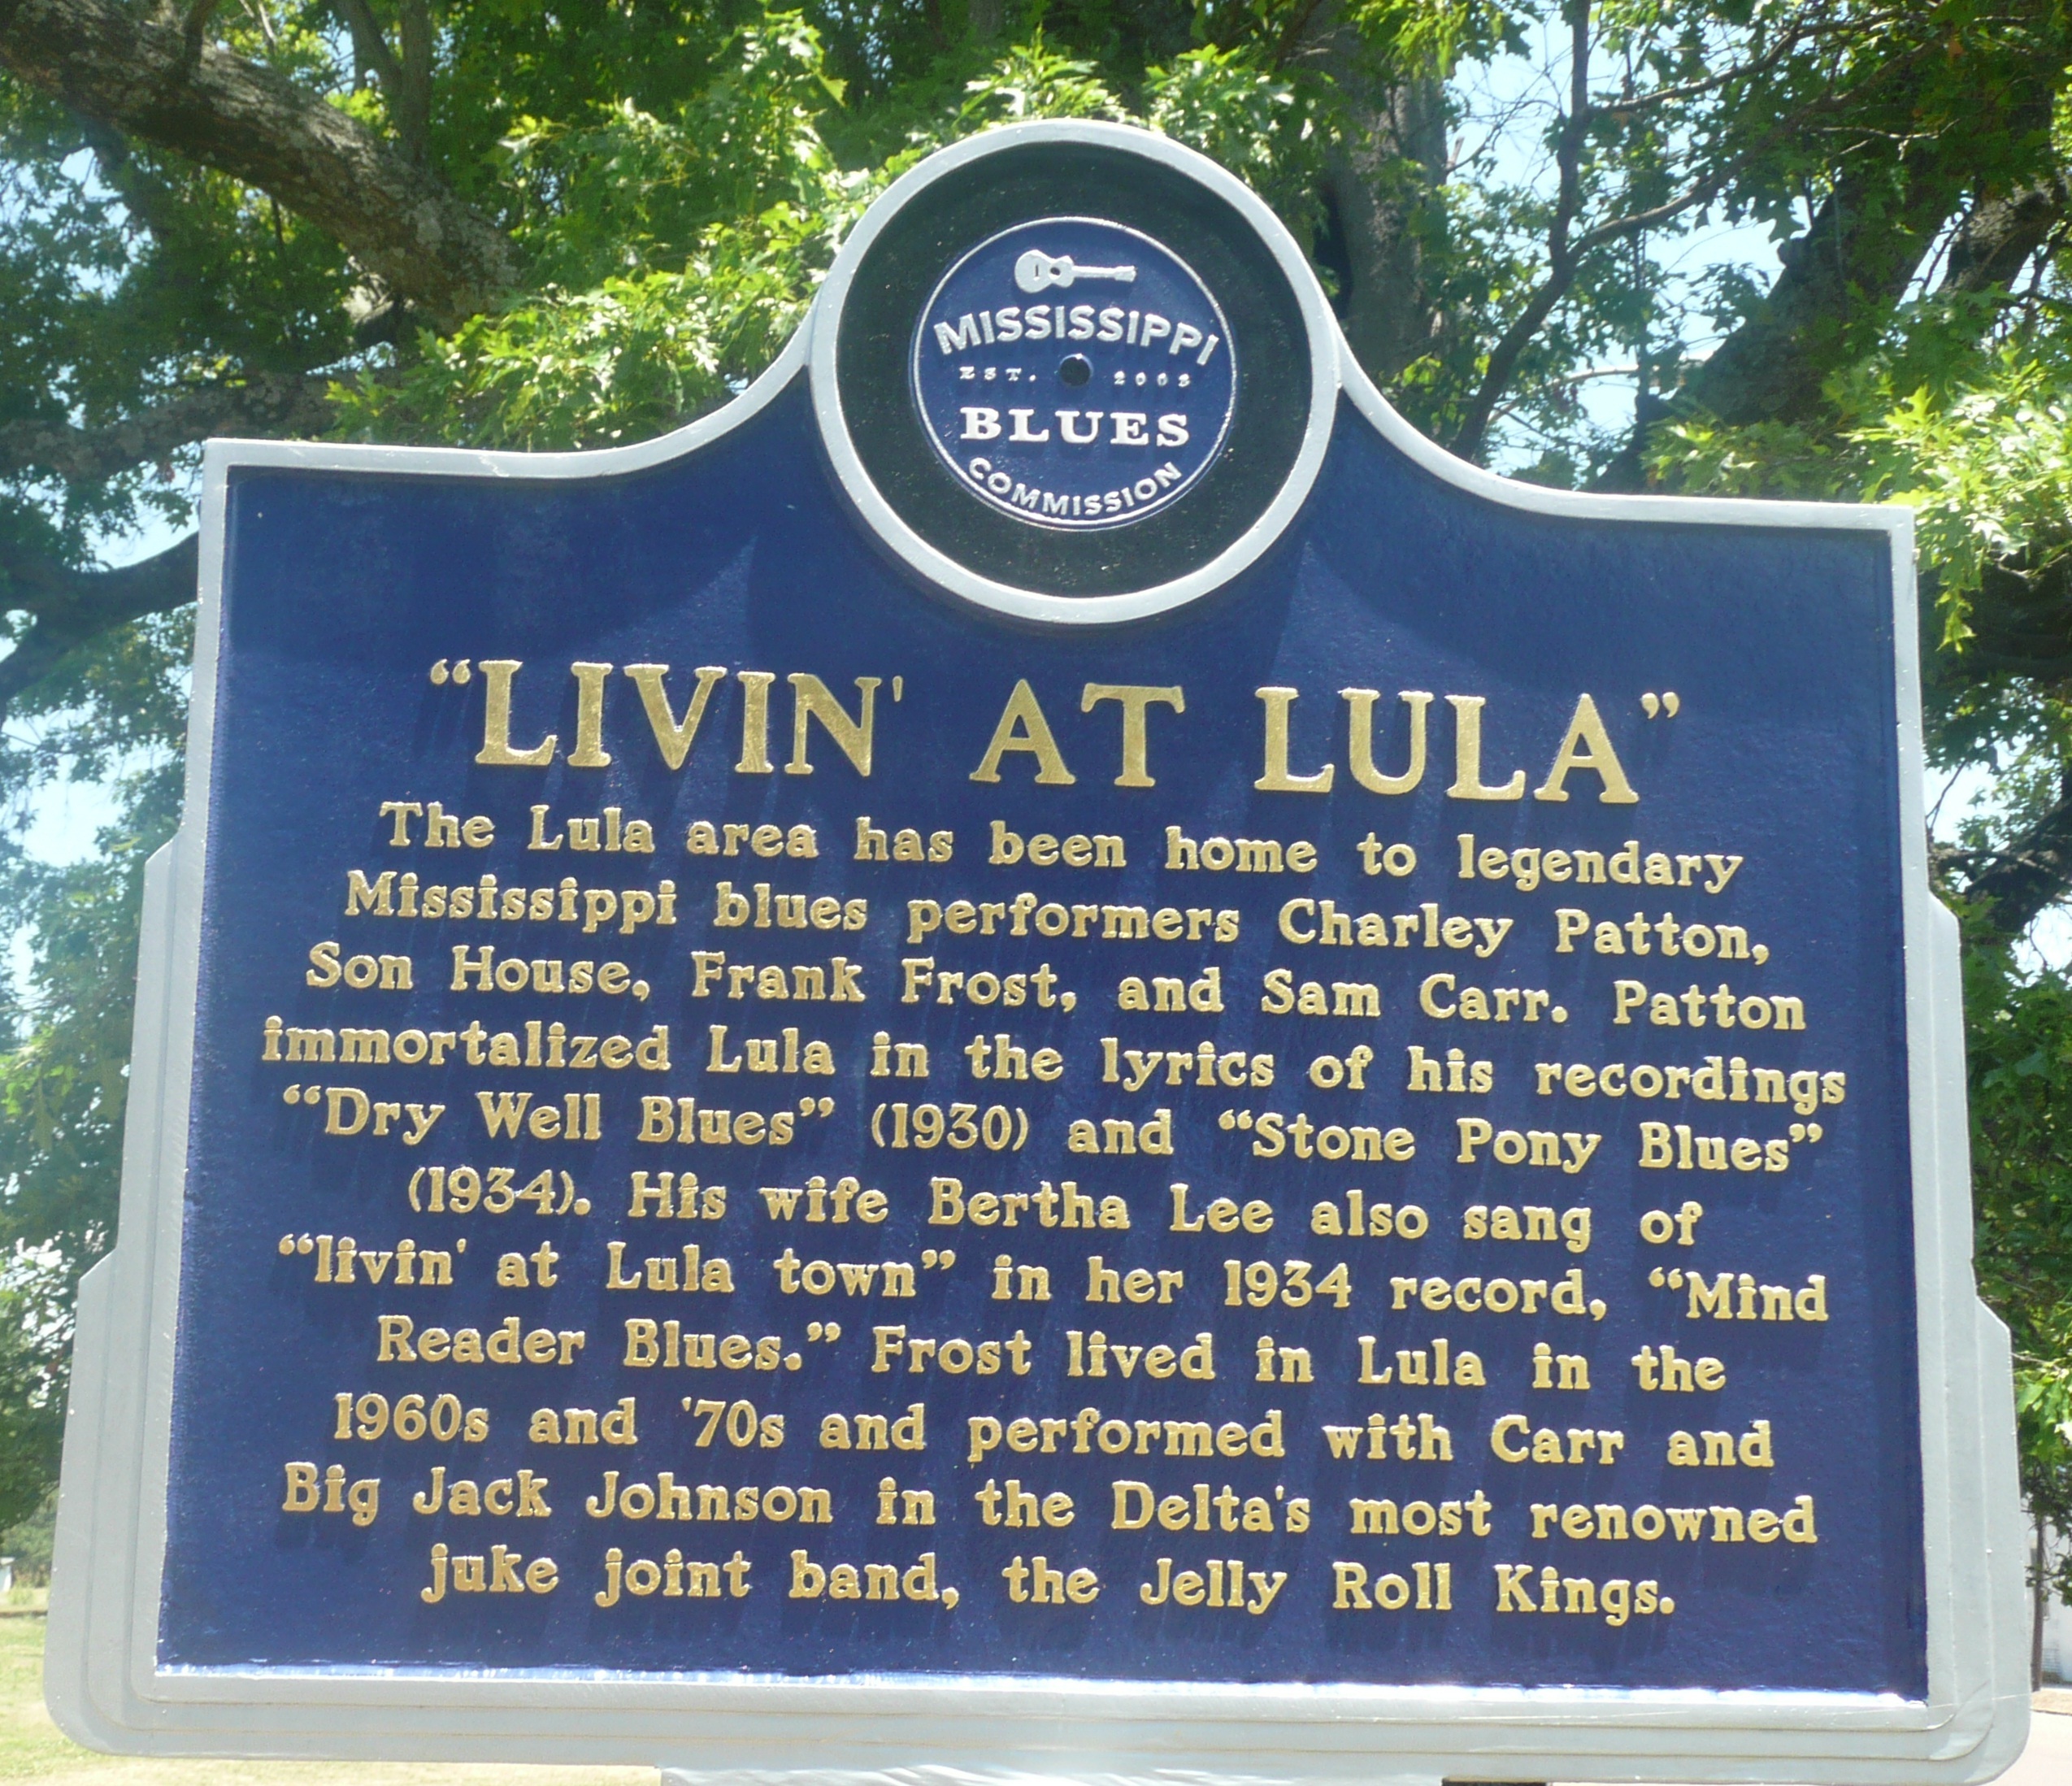 MISSISSIPPI
EST. 2003
BLUES
COMMISSION
“LIVIN' AT LULA”
The Lula area has been home to legendary
Mississippi blues performers Charley Patton,
Son House, Frank Frost, and Sam Carr. Patton
immortalized Lula in the lyrics of his recordings
“Dry Well Blues” (1930) and “Stone Pony Blues”
(1934). His wife Bertha Lee also sang of
“livin' at Lula town” in her 1934 record, “Mind
Reader Blues.” Frost lived in Lula in the
1960s and '70s and performed with Carr and
Big Jack Johnson in the Delta's most renowned
juke joint band, the Jelly Roll Kings.